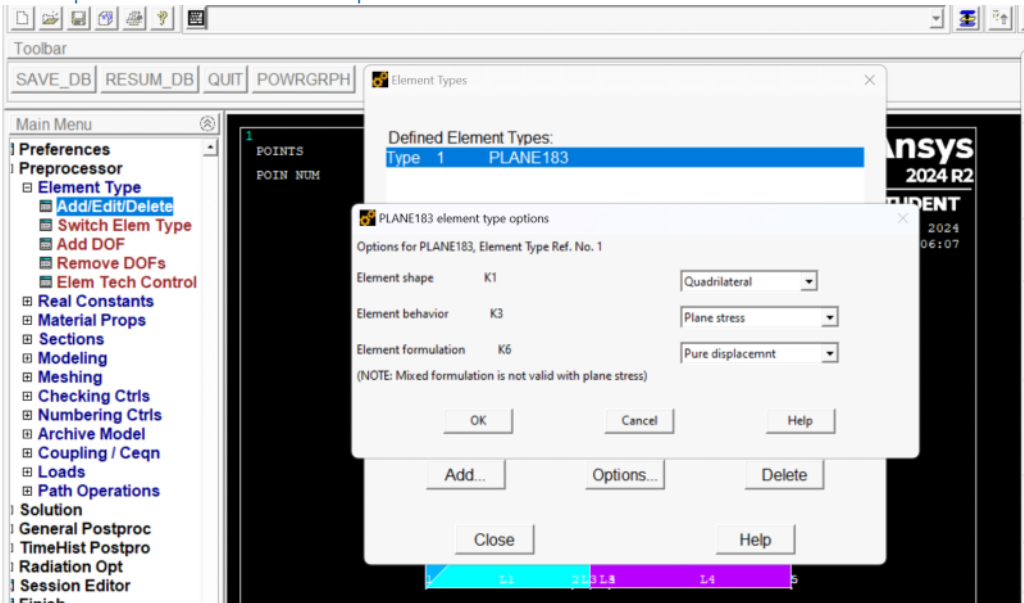 Toolbar
SAVE_DB RESUM_DB QUIT POWRGRPH
Main Menu
Preferences
Preprocessor
Element Type
Add/Edit/Delete
Switch Elem Type
Add DOF
Remove DOFs
Elem Tech Control
Real Constants
Material Props
Sections
Modeling
Meshing
Checking Ctrls
Numbering Ctrls
Archive Model
Coupling / Ceqn
Loads
Path Operations
Solution
General Postproc
TimeHist Postpro
Radiation Opt
Session Editor
1
POINTS
POIN NUM
Element Types
Defined Element Types:
Type 1 PLANE183
2024 R2
2024
06:07
PLANE183 element type options
Options for PLANE183, Element Type Ref. No. 1
Element shape K1 Quadrilateral
Element behavior K3 Plane stress
Element formulation K6 Pure displacemnt
(NOTE: Mixed formulation is not valid with plane stress)
OK Cancel Help
Add... Options... Delete
Close Help
L1 L4 5